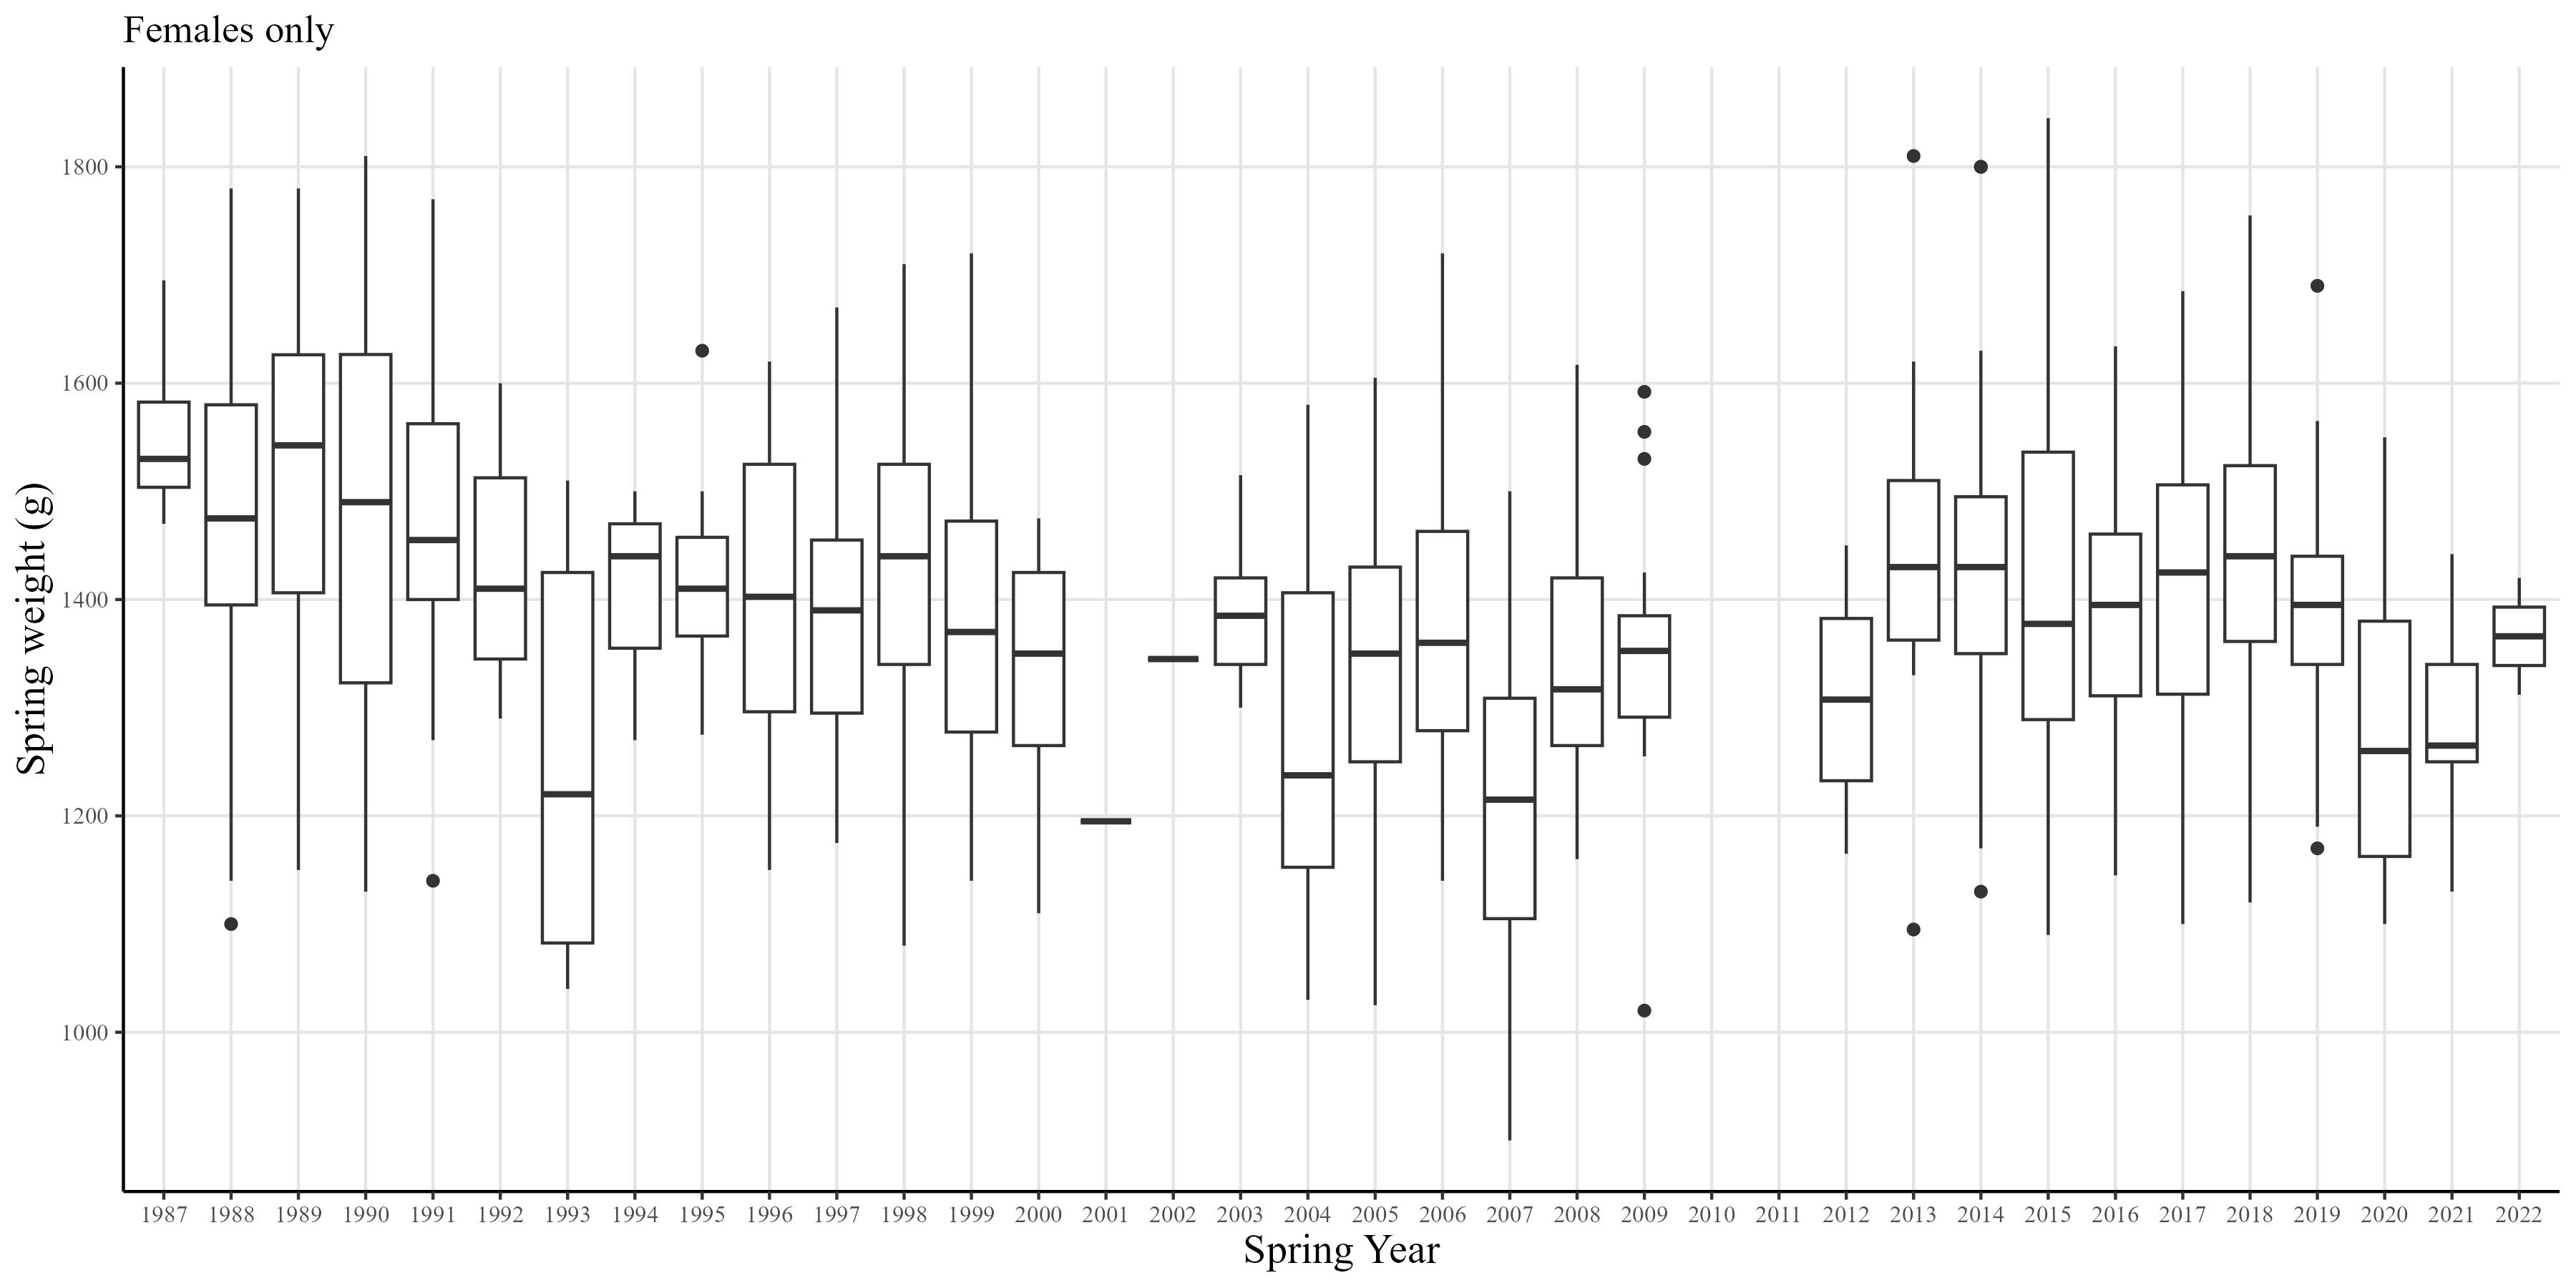 Females only
Spring weight (g)
1800
1600
1400
1200
1000
1987 1988 1989 1990 1991 1992 1993 1994 1995 1996 1997 1998 1999 2000 2001 2002 2003 2004 2005 2006 2007 2008 2009 2010 2011 2012 2013 2014 2015 2016 2017 2018 2019 2020 2021 2022
Spring Year